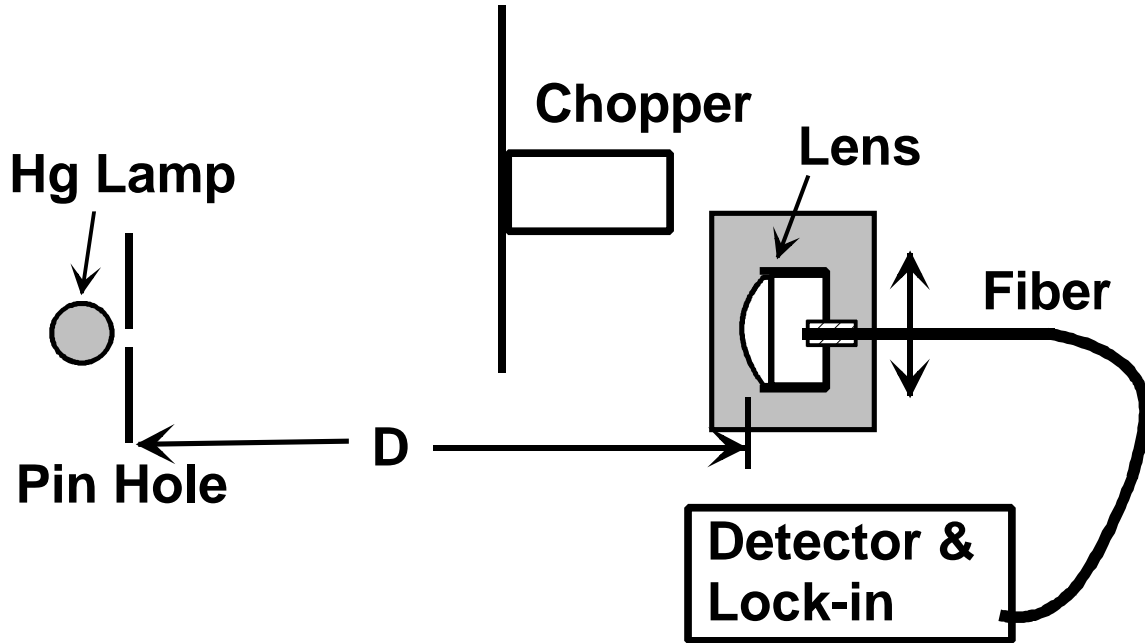 Chopper
Lens
Hg Lamp
Fiber
D
Pin Hole
Detector &
Lock-in